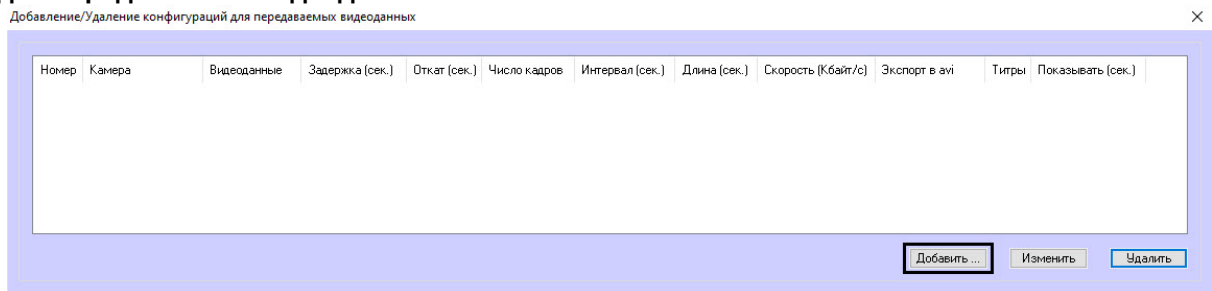 Добавление/Удаление конфигураций для передаваемых видеоданных
Номер Камера Видеоданные Задержка (сек.) Откат (сек.) Число кадров Интервал (сек.) Длина (сек.) Скорость (Кбайт/с) Экспорт в avi Титры Показывать (сек.)
Добавить ... Изменить Удалить